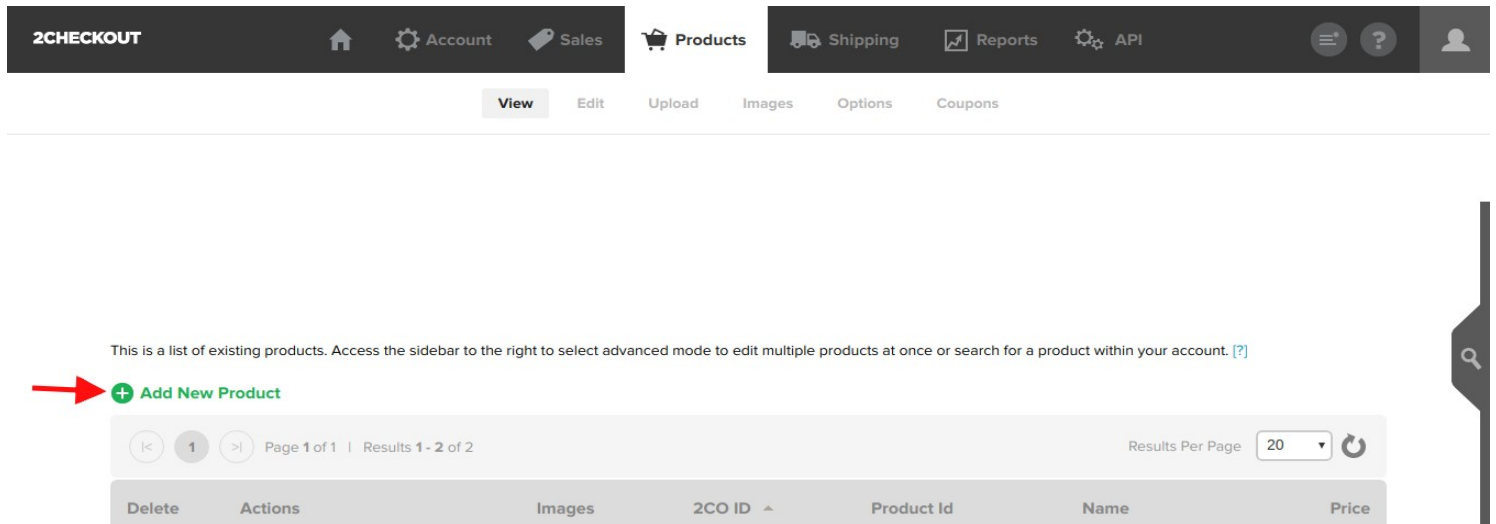 2CHECKOUT Account Sales Products Shipping Reports API ?
View Edit Upload Images Options Coupons
This is a list of existing products. Access the sidebar to the right to select advanced mode to edit multiple products at once or search for a product within your account. [?]
+ Add New Product
|< 1 >| Page 1 of 1 | Results 1 - 2 of 2 Results Per Page 20
Delete Actions Images 2CO ID Product Id Name Price